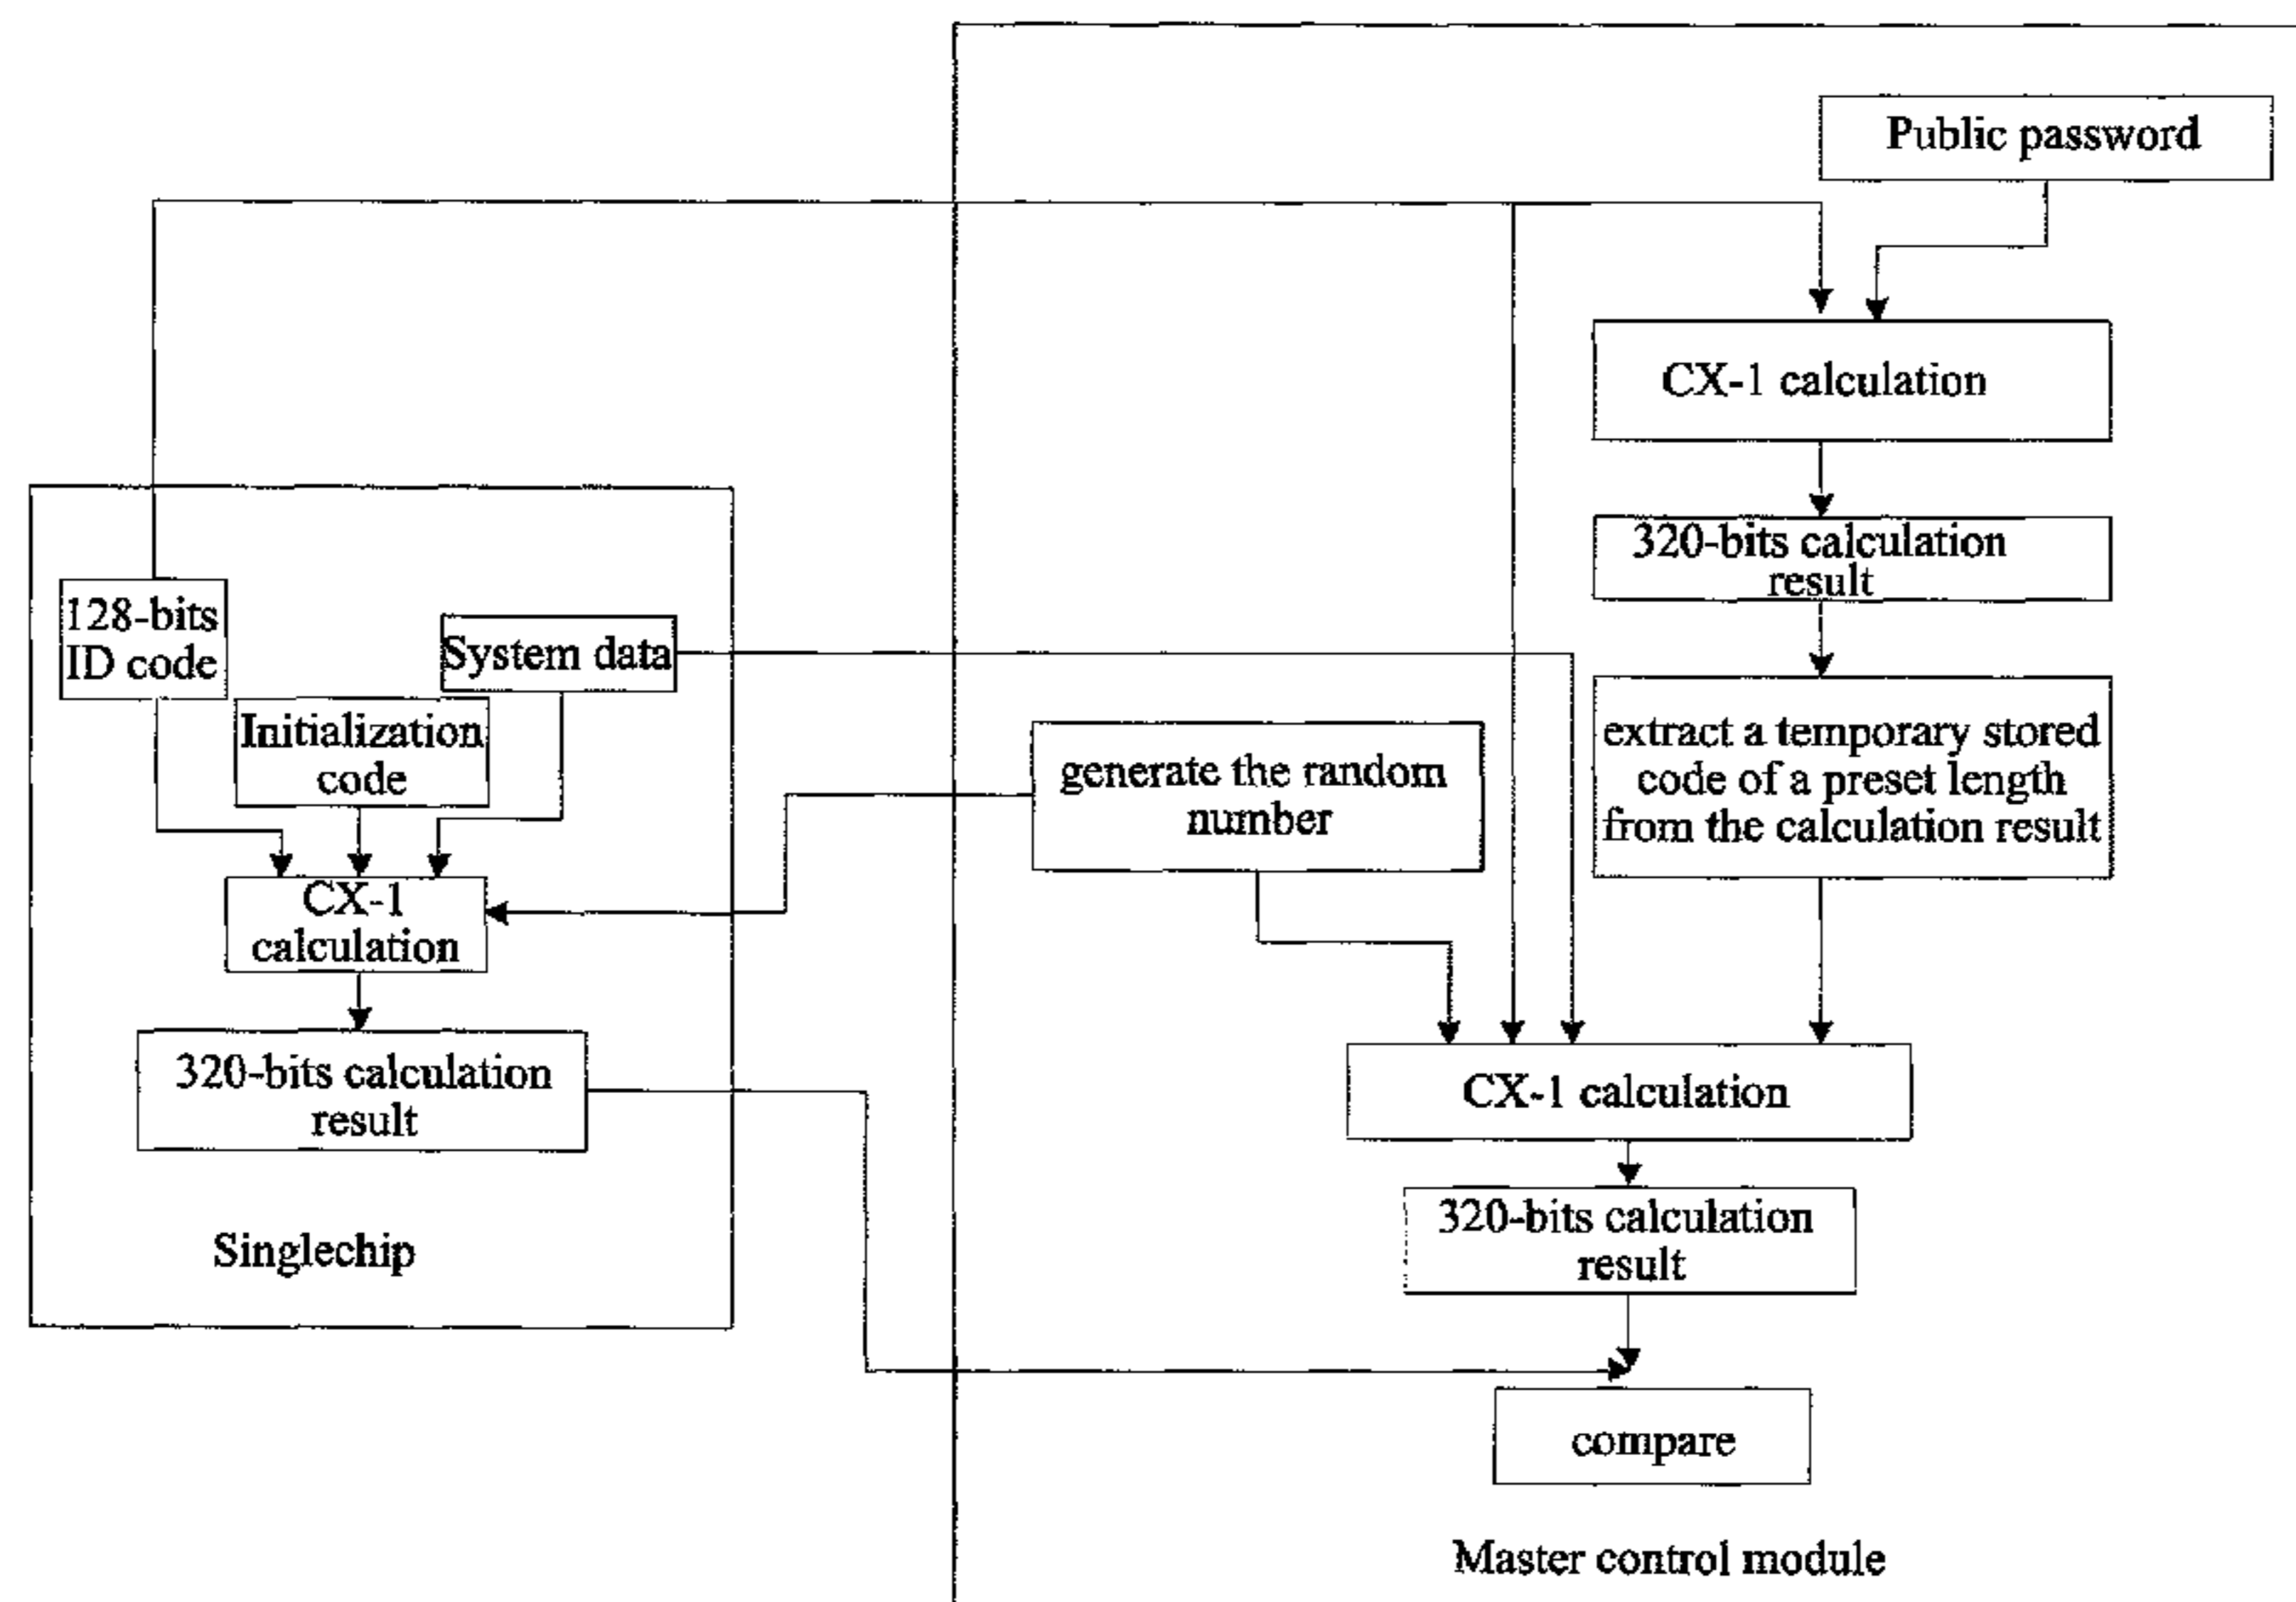 Public password
CX-1 calculation
320-bits calculation
result
128-bits
ID code
System data
Initialization
code
generate the random
number
extract a temporary stored
code of a preset length
from the calculation result
CX-1
calculation
320-bits calculation
result
CX-1 calculation
320-bits calculation
result
Singlechip
compare
Master control module